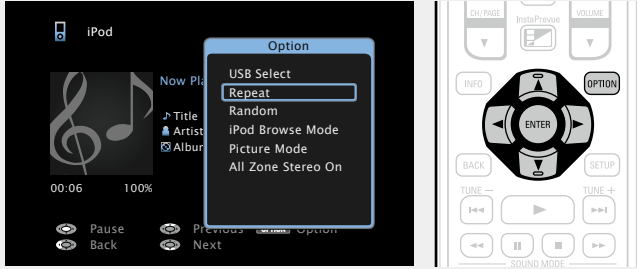 iPod
Option
Now Pla
USB Select
Repeat
Title
Random
Artist
iPod Browse Mode
Album
Picture Mode
All Zone Stereo On
00:06 100%
Pause Previous OPTION Option
Back Next
CH/PAGE InstaPrevue VOLUME
INFO OPTION
ENTER
BACK SETUP
TUNE – TUNE +
SOUND MODE